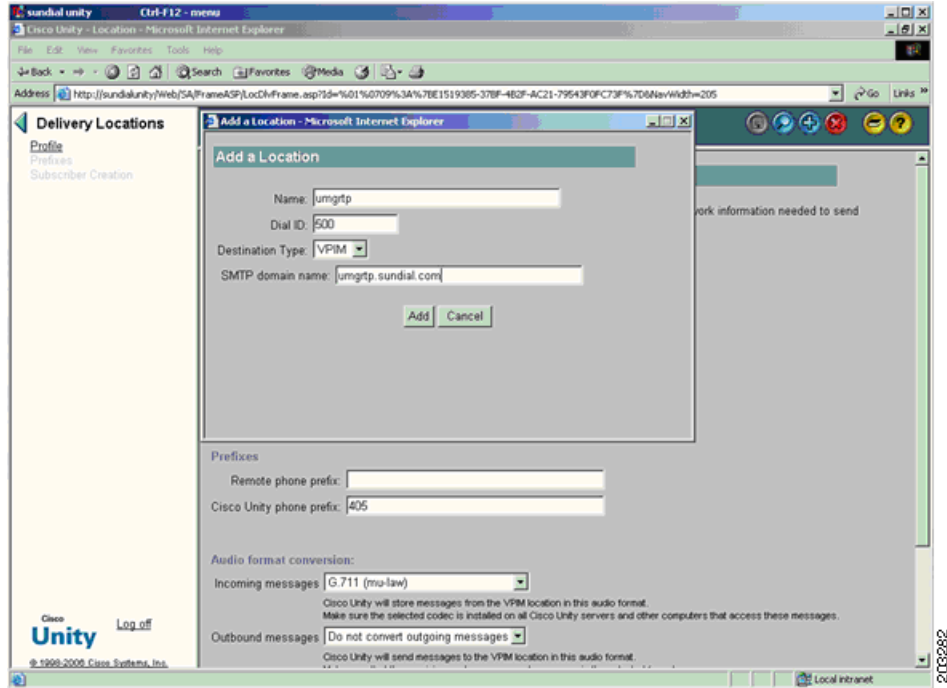 sundial unity Ctrl-F12 - menu
Cisco Unity - Location - Microsoft Internet Explorer
File Edit View Favorites Tools Help
Back Search Favorites Media
Address http://sundialunity/Web/SA/FrameASP/LocDlvFrame.asp?Id=%01%0709%3A%7BE1519385-37BF-4B2F-AC21-79543F0FC73F%7D&NavWidth=205 Go Links »
Delivery Locations
Profile
Prefixes
Subscriber Creation
Add a Location - Microsoft Internet Explorer
Add a Location
Name: umgrtp
Dial ID: 500
Destination Type: VPIM
SMTP domain name: umgrtp.sundial.com
Add Cancel
work information needed to send
Prefixes
Remote phone prefix:
Cisco Unity phone prefix: 405
Audio format conversion:
Incoming messages G.711 (mu-law)
Cisco Unity will store messages from the VPIM location in this audio format.
Make sure the selected codec is installed on all Cisco Unity servers and other computers that access these messages.
Outbound messages Do not convert outgoing messages
Cisco Unity will send messages to the VPIM location in this audio format.
Cisco
Unity Log off
© 1998-2006 Cisco Systems, Inc.
Local intranet
203282